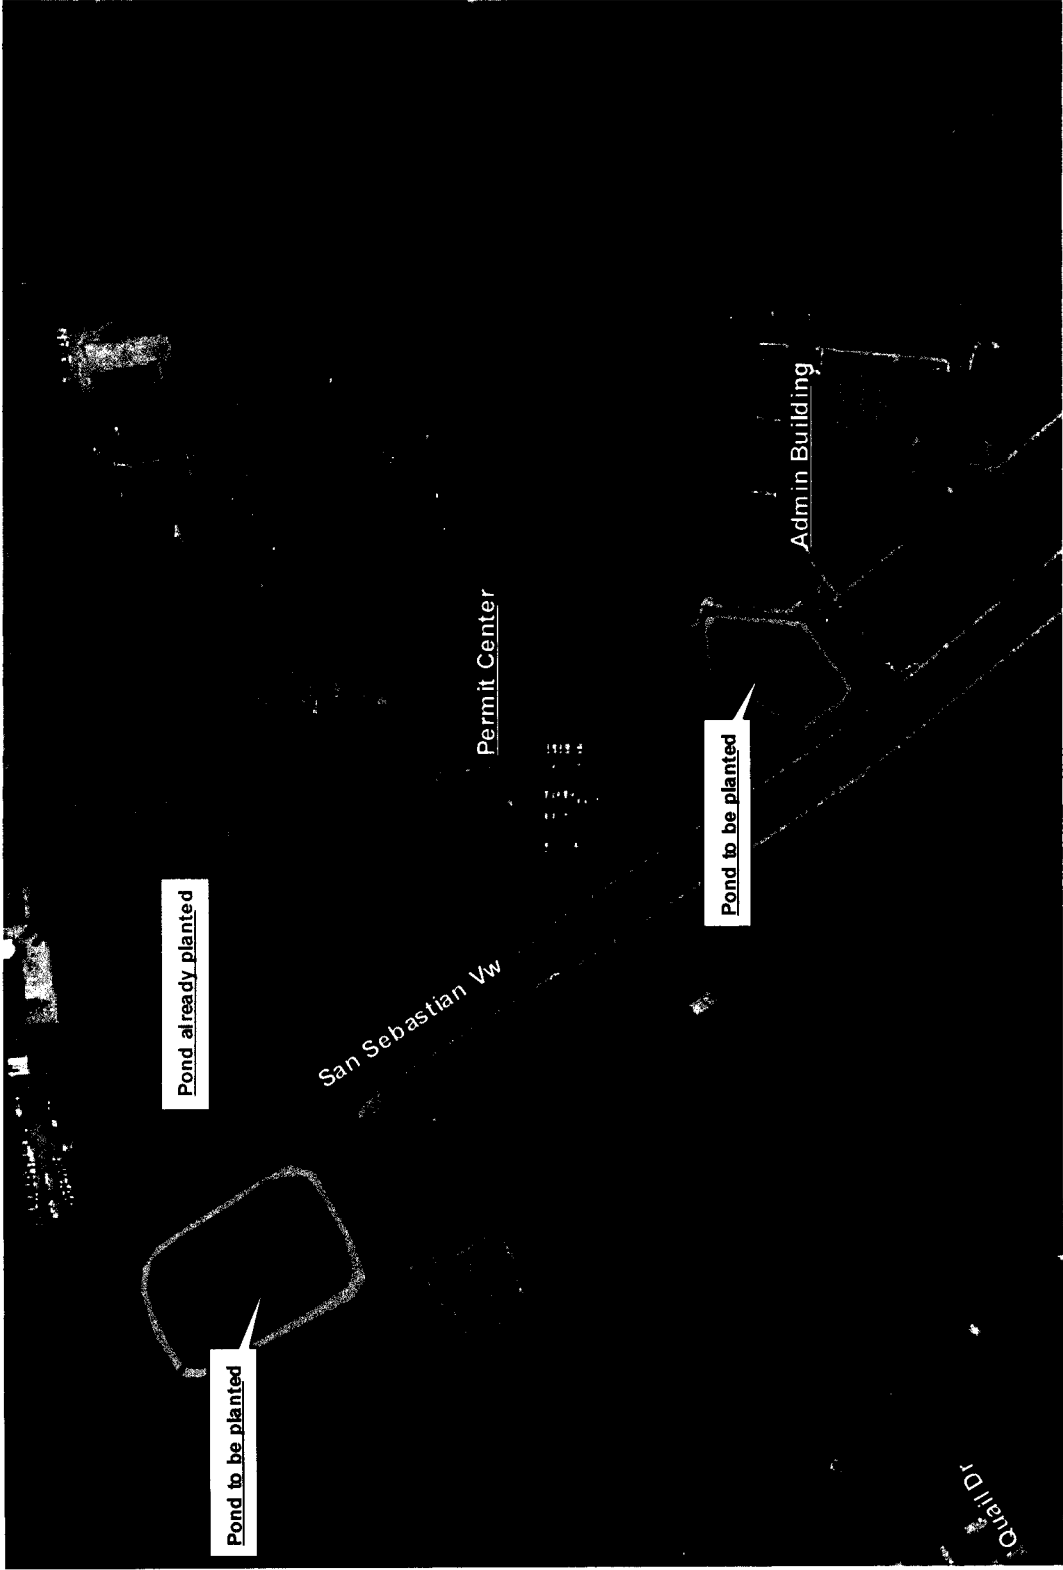 Pond already planted
Pond to be planted
San Sebastian Vw
Permit Center
Pond to be planted
Admin Building
Quail Dr